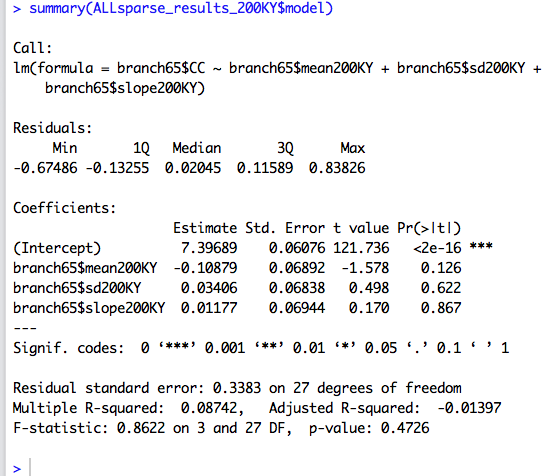 > summary(ALLsparse_results_200KY$model)
Call:
lm(formula = branch65$CC ~ branch65$mean200KY + branch65$sd200KY +
branch65$slope200KY)
Residuals:
Min 1Q Median 3Q Max
-0.67486 -0.13255 0.02045 0.11589 0.83826
Coefficients:
Estimate Std. Error t value Pr(>|t|)
(Intercept) 7.39689 0.06076 121.736 <2e-16 ***
branch65$mean200KY -0.10879 0.06892 -1.578 0.126
branch65$sd200KY 0.03406 0.06838 0.498 0.622
branch65$slope200KY 0.01177 0.06944 0.170 0.867
---
Signif. codes: 0 ‘***’ 0.001 ‘**’ 0.01 ‘*’ 0.05 ‘.’ 0.1 ‘ ’ 1
Residual standard error: 0.3383 on 27 degrees of freedom
Multiple R-squared: 0.08742, Adjusted R-squared: -0.01397
F-statistic: 0.8622 on 3 and 27 DF, p-value: 0.4726
>